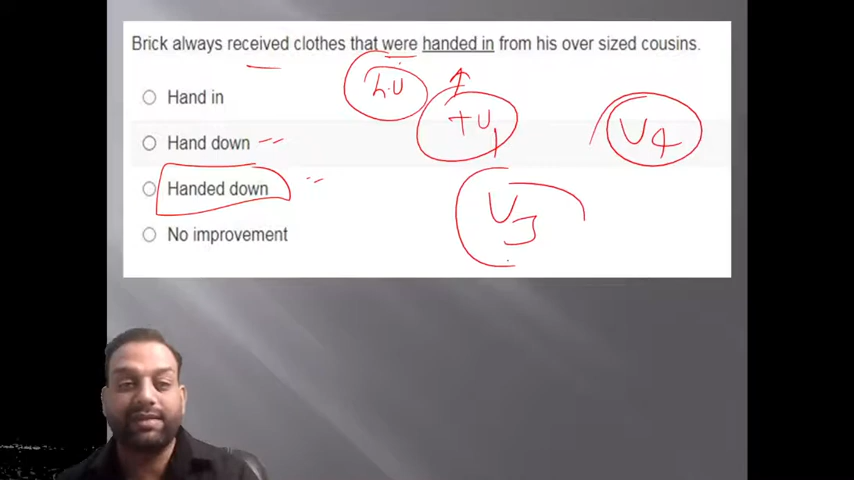 Brick always received clothes that were handed in from his over sized cousins.
Hand in
Hand down
Handed down
No improvement
h.v
+v1
v4
v3